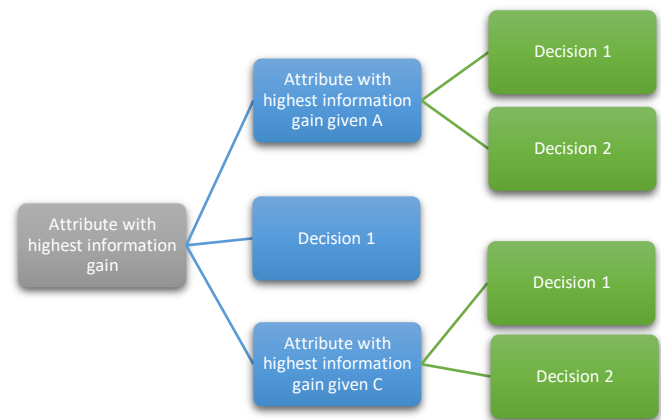 Attribute with
highest information
gain
Attribute with
highest information
gain given A
Decision 1
Attribute with
highest information
gain given C
Decision 1
Decision 2
Decision 1
Decision 2